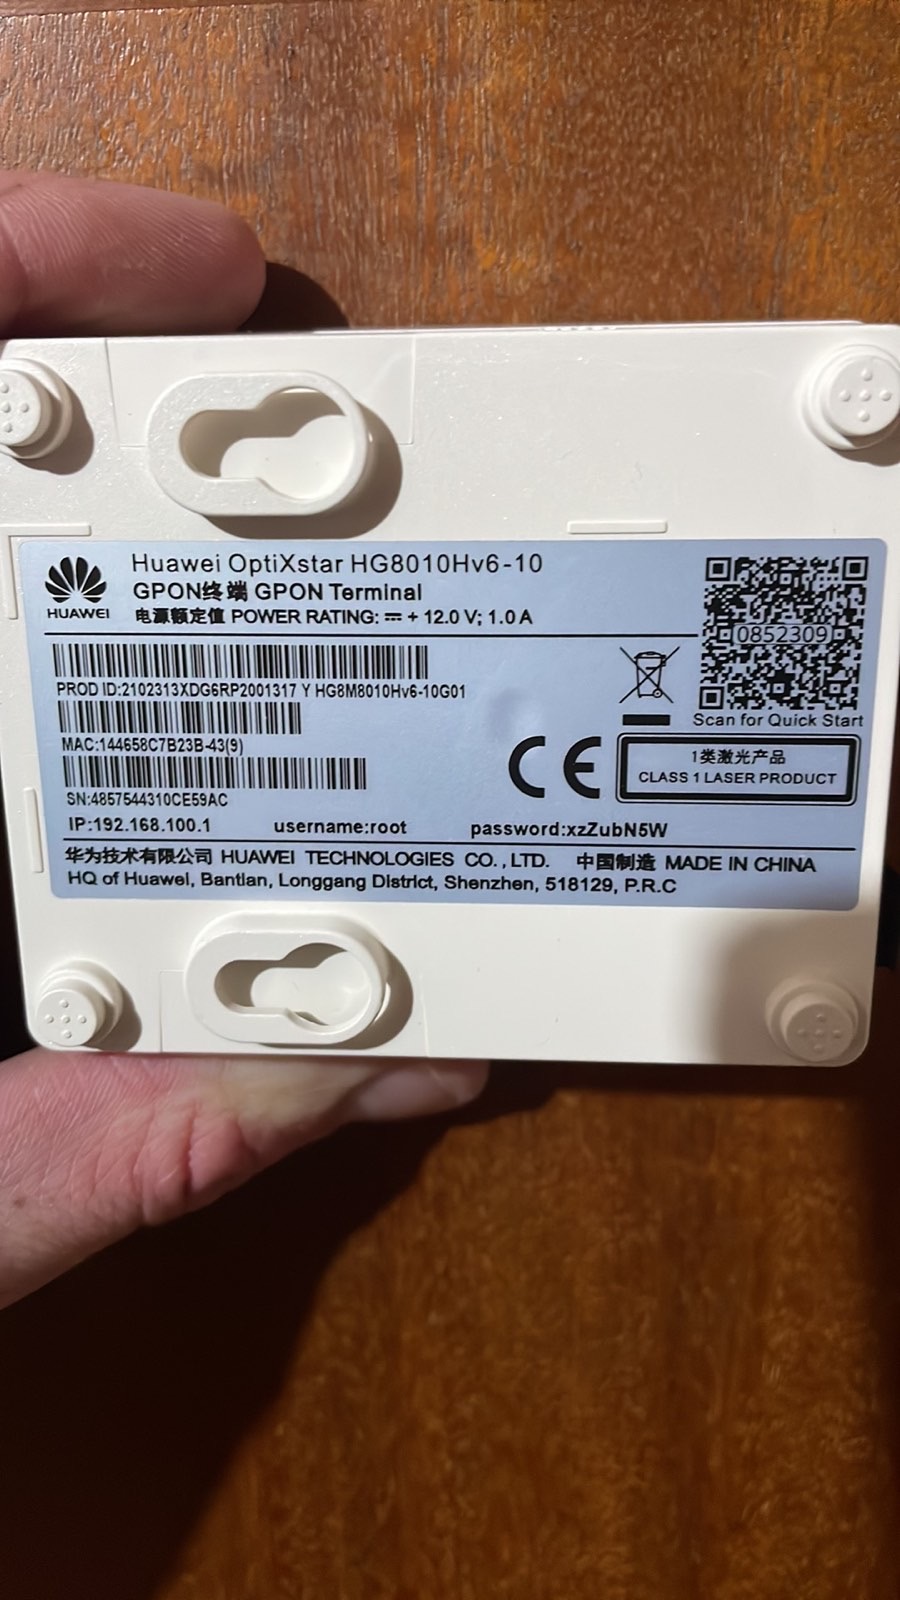 Huawei OptiXstar HG8010Hv6-10
GPON终端 GPON Terminal
电源额定值 POWER RATING: ⎓ + 12.0 V; 1.0 A
HUAWEI
0852309
Scan for Quick Start
PROD ID:2102313XDG6RP2001317 Y HG8M8010Hv6-10G01
MAC:144658C7B23B-43(9)
SN:4857544310CE59AC
CE
1类激光产品
CLASS 1 LASER PRODUCT
IP:192.168.100.1 username:root password:xzZubN5W
华为技术有限公司 HUAWEI TECHNOLOGIES CO., LTD. 中国制造 MADE IN CHINA
HQ of Huawei, Bantian, Longgang District, Shenzhen, 518129, P.R.C